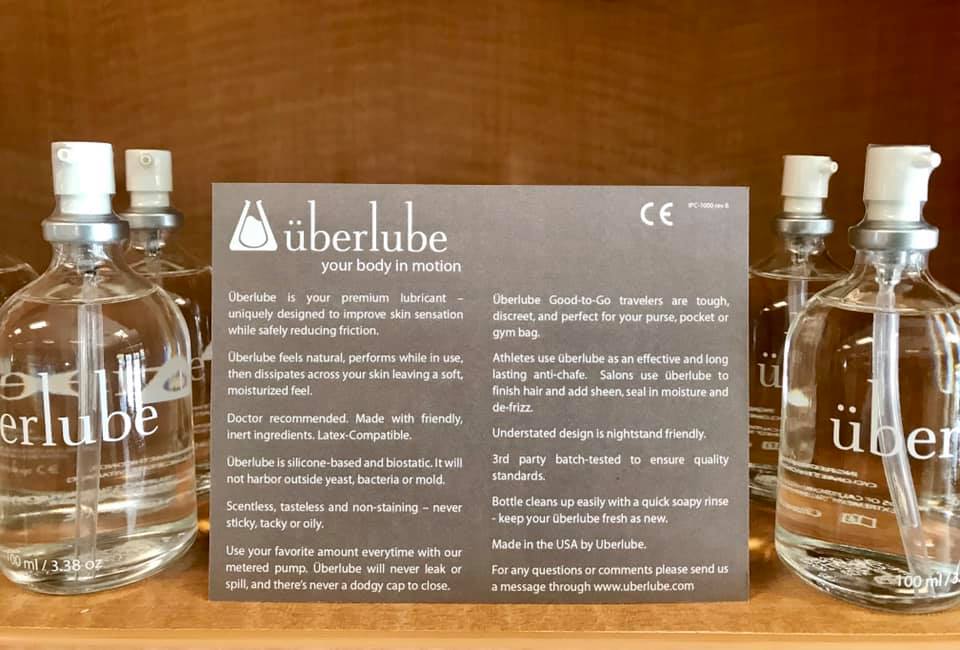 überlube
your body in motion
CE
IPC-1000 rev 8
Überlube is your premium lubricant –
uniquely designed to improve skin sensation
while safely reducing friction.
Überlube feels natural, performs while in use,
then dissipates across your skin leaving a soft,
moisturized feel.
Doctor recommended. Made with friendly,
inert ingredients. Latex-Compatible.
Überlube is silicone-based and biostatic. It will
not harbor outside yeast, bacteria or mold.
Scentless, tasteless and non-staining – never
sticky, tacky or oily.
Use your favorite amount everytime with our
metered pump. Überlube will never leak or
spill, and there's never a dodgy cap to close.
Überlube Good-to-Go travelers are tough,
discreet, and perfect for your purse, pocket or
gym bag.
Athletes use überlube as an effective and long
lasting anti-chafe. Salons use überlube to
finish hair and add sheen, seal in moisture and
de-frizz.
Understated design is nightstand friendly.
3rd party batch-tested to ensure quality
standards.
Bottle cleans up easily with a quick soapy rinse
- keep your überlube fresh as new.
Made in the USA by Uberlube.
For any questions or comments please send us
a message through www.uberlube.com
erlube
100 ml / 3.38 oz
über
100 ml / 3